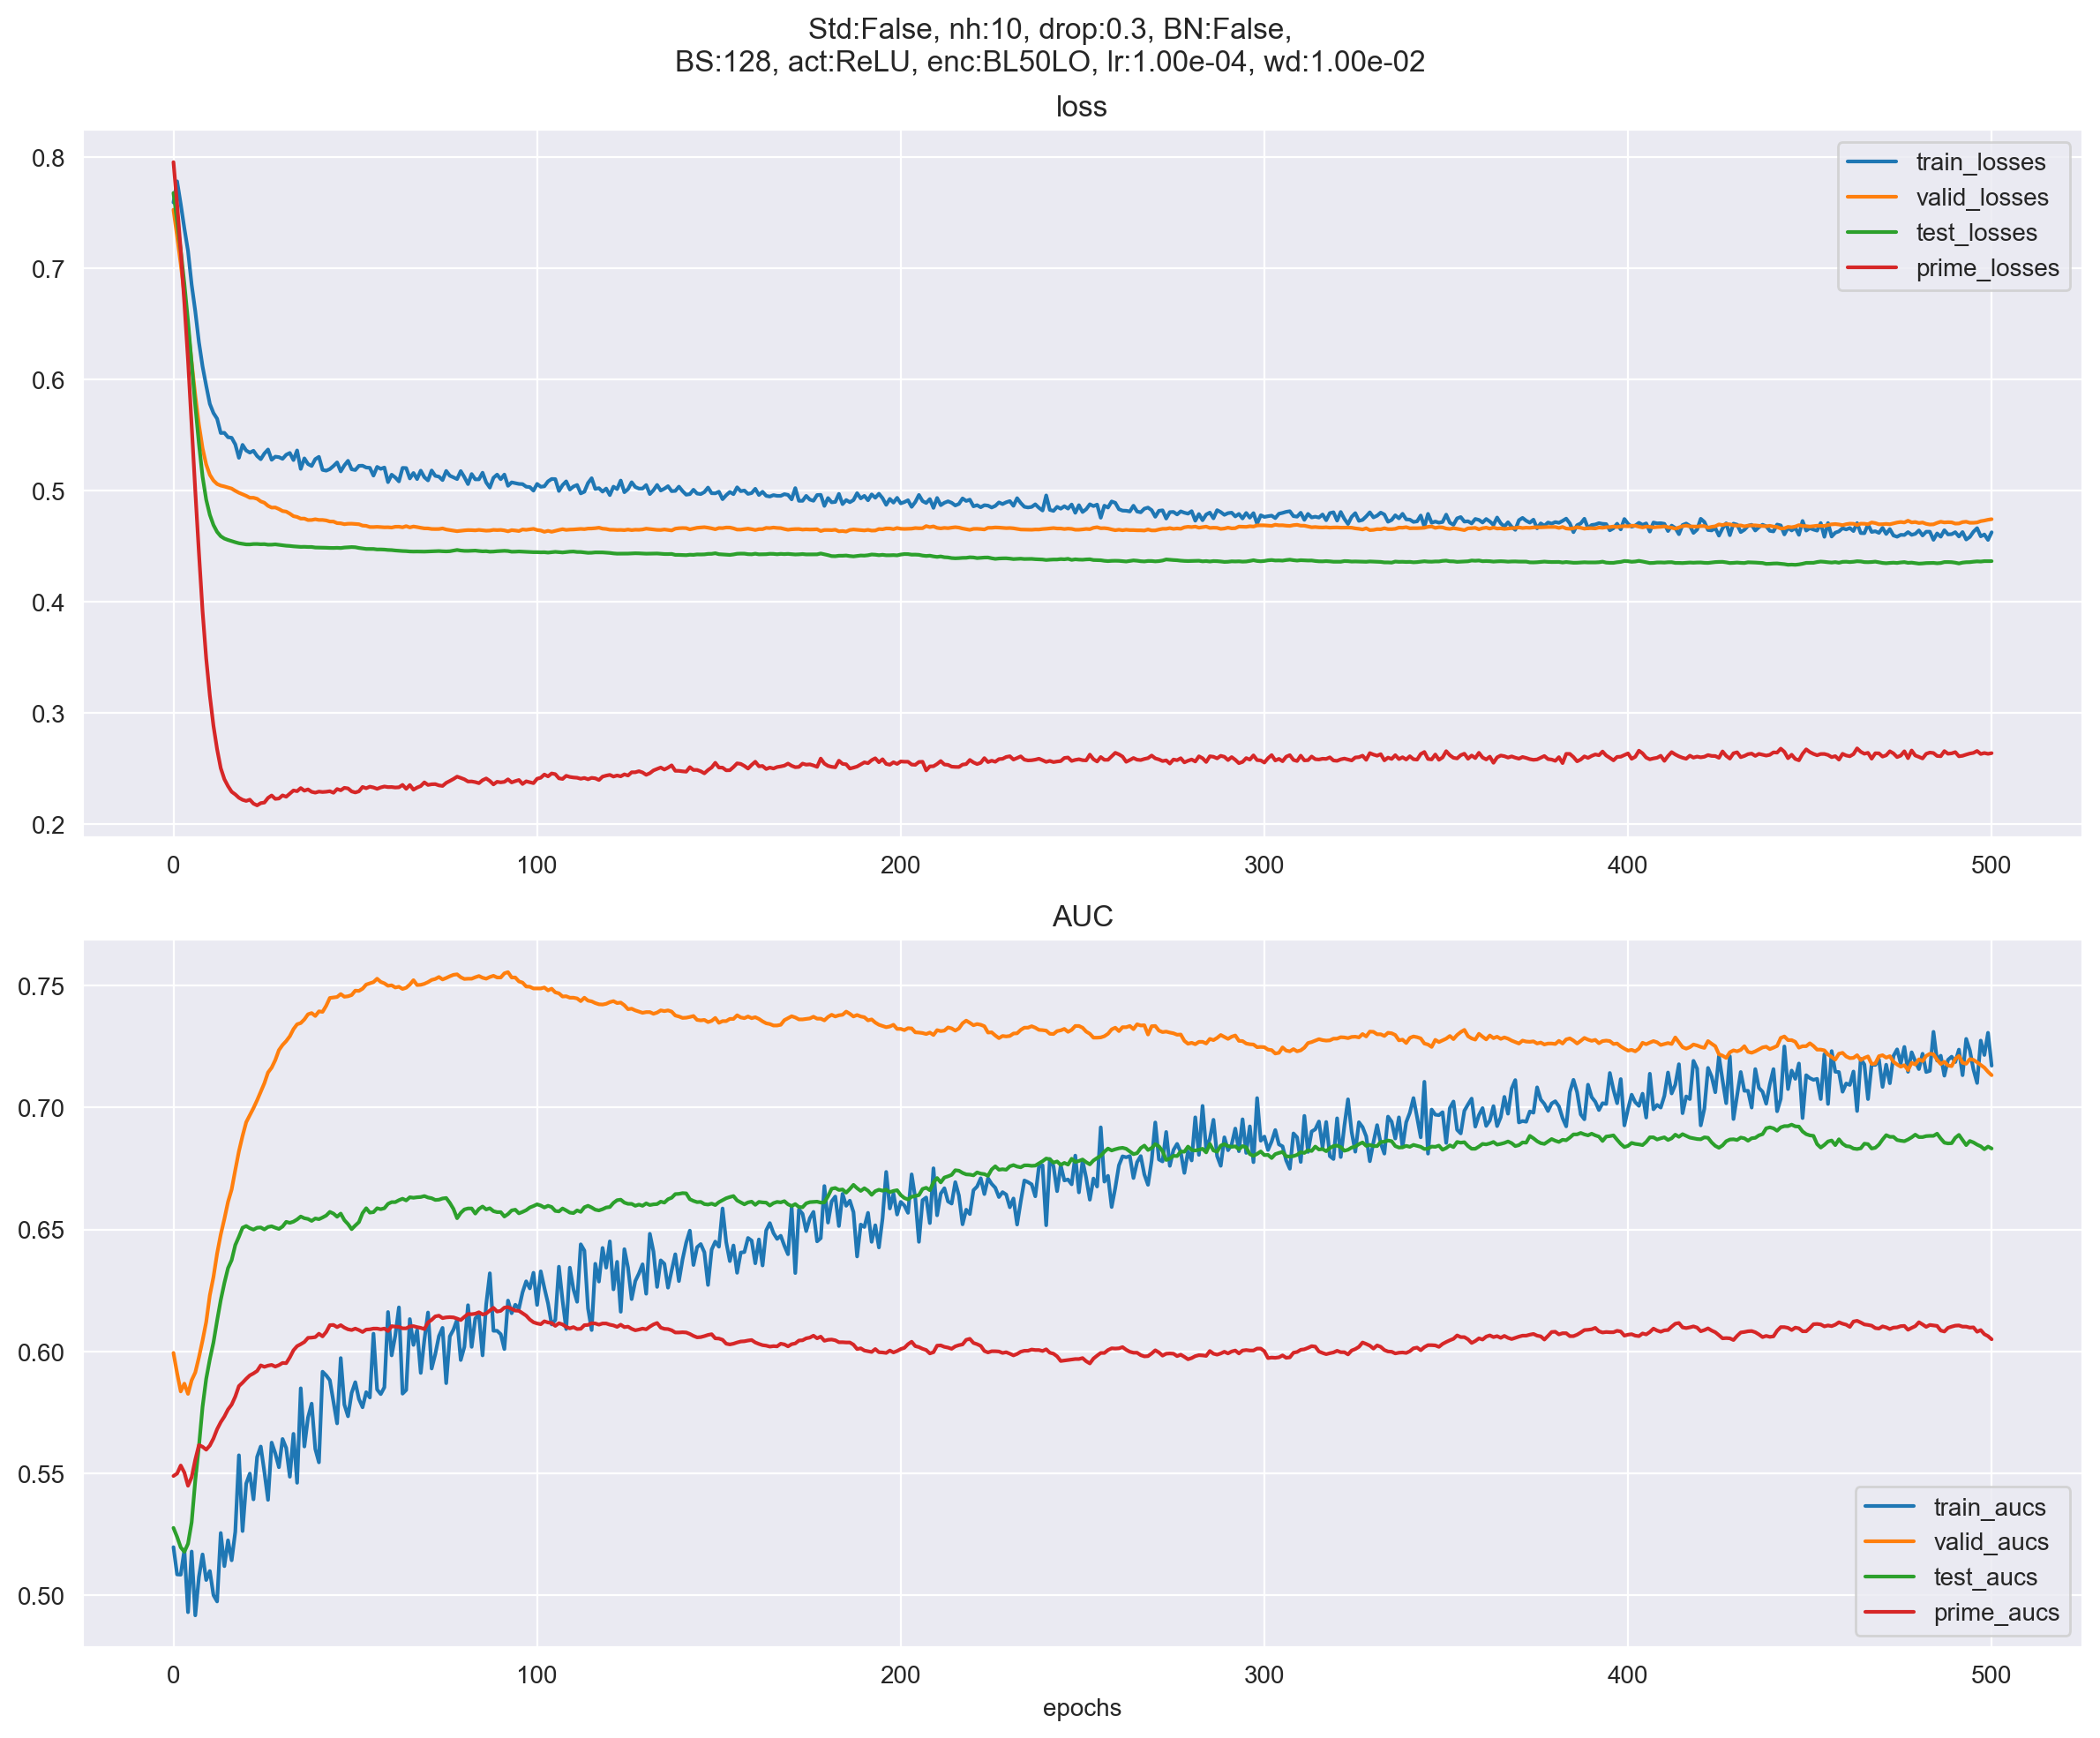 Std:False, nh:10, drop:0.3, BN:False,
BS:128, act:ReLU, enc:BL50LO, lr:1.00e-04, wd:1.00e-02
loss
0.8
0.7
0.6
0.5
0.4
0.3
0.2
train_losses
valid_losses
test_losses
prime_losses
0 100 200 300 400 500
AUC
0.75
0.70
0.65
0.60
0.55
0.50
train_aucs
valid_aucs
test_aucs
prime_aucs
0 100 200 300 400 500
epochs